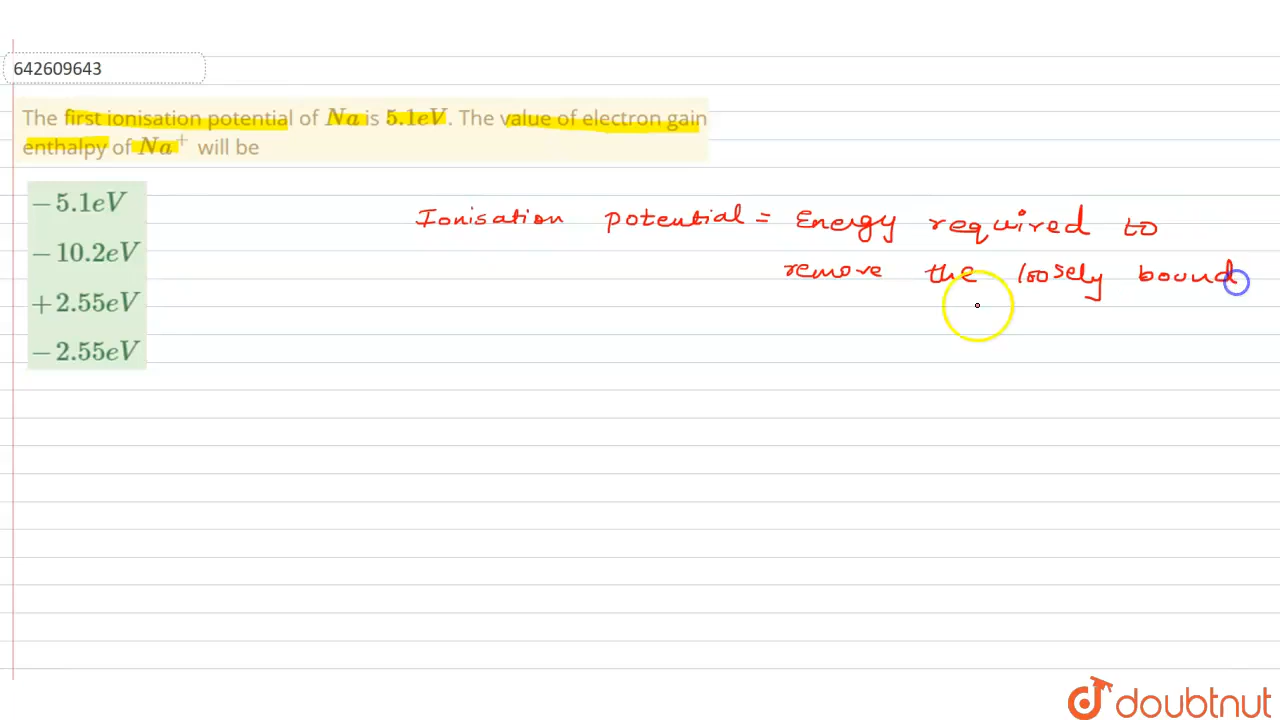 642609643
The first ionisation potential of Na is 5.1eV. The value of electron gain
enthalpy of Na⁺ will be
−5.1eV
−10.2eV
+2.55eV
−2.55eV
Ionisation potential = Energy required to
remove the loosely bound
doubtnut